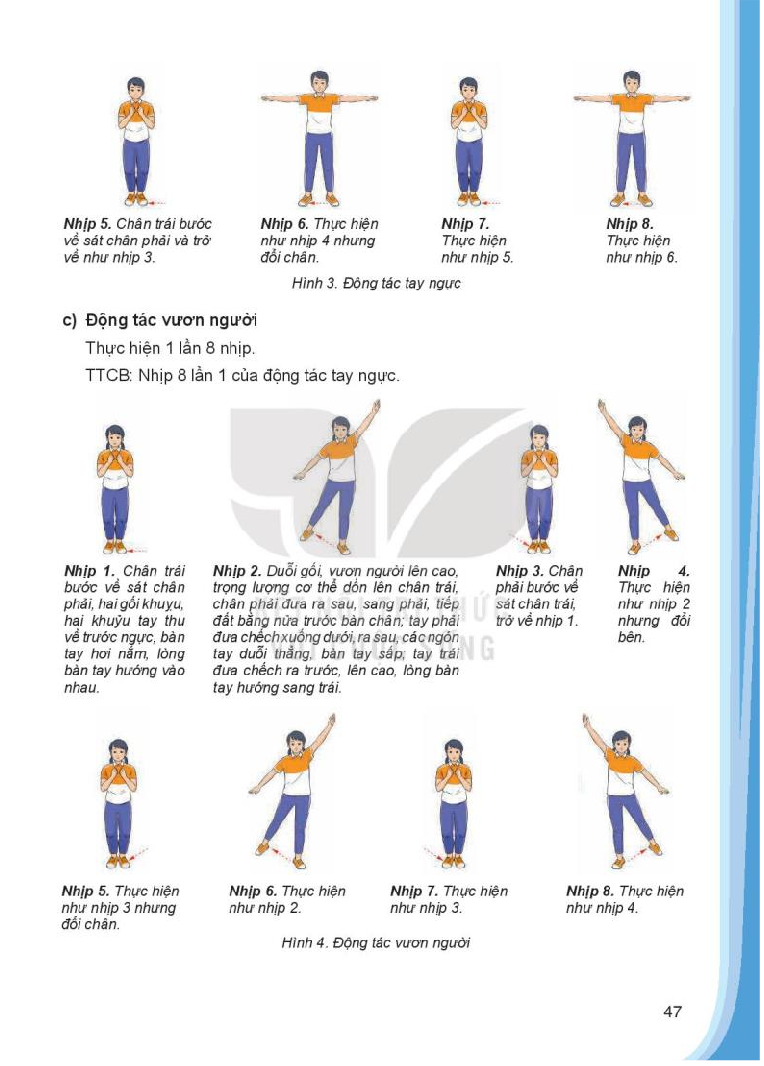 Nhịp 5. Chân trái bước
về sát chân phải và trở
về như nhịp 3.
Nhịp 6. Thực hiện
như nhịp 4 nhưng
đổi chân.
Nhịp 7.
Thực hiện
như nhịp 5.
Nhịp 8.
Thực hiện
như nhịp 6.
Hình 3. Động tác tay ngực
c) Động tác vươn người
Thực hiện 1 lần 8 nhịp.
TTCB: Nhịp 8 lần 1 của động tác tay ngực.
Nhịp 1. Chân trái
bước về sát chân
phải, hai gối khuỵu,
hai khuỷu tay thu
về trước ngực, bàn
tay hơi nắm, lòng
bàn tay hướng vào
nhau.
Nhịp 2. Duỗi gối, vươn người lên cao,
trọng lượng cơ thể dồn lên chân trái,
chân phải đưa ra sau, sang phải, tiếp
đất bằng nửa trước bàn chân; tay phải
đưa chếch xuống dưới, ra sau, các ngón
tay duỗi thẳng, bàn tay sấp; tay trái
đưa chếch ra trước, lên cao, lòng bàn
tay hướng sang trái.
Nhịp 3. Chân
phải bước về
sát chân trái,
trở về nhịp 1.
Nhịp 4.
Thực hiện
như nhịp 2
nhưng đổi
bên.
KẾT NỐI TRI THỨC
VỚI CUỘC SỐNG
Nhịp 5. Thực hiện
như nhịp 3 nhưng
đổi chân.
Nhịp 6. Thực hiện
như nhịp 2.
Nhịp 7. Thực hiện
như nhịp 3.
Nhịp 8. Thực hiện
như nhịp 4.
Hình 4. Động tác vươn người
47